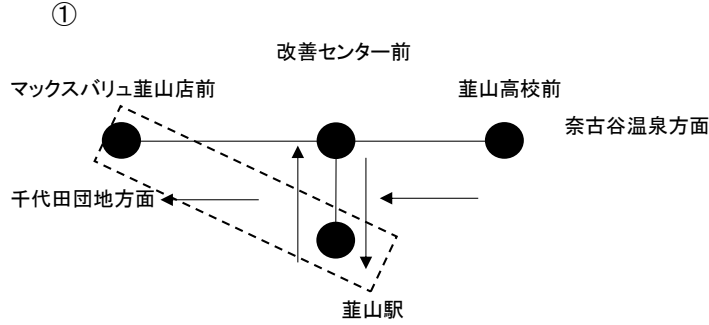 ①
改善センター前
マックスバリュ韮山店前
韮山高校前
奈古谷温泉方面
千代田団地方面
韮山駅